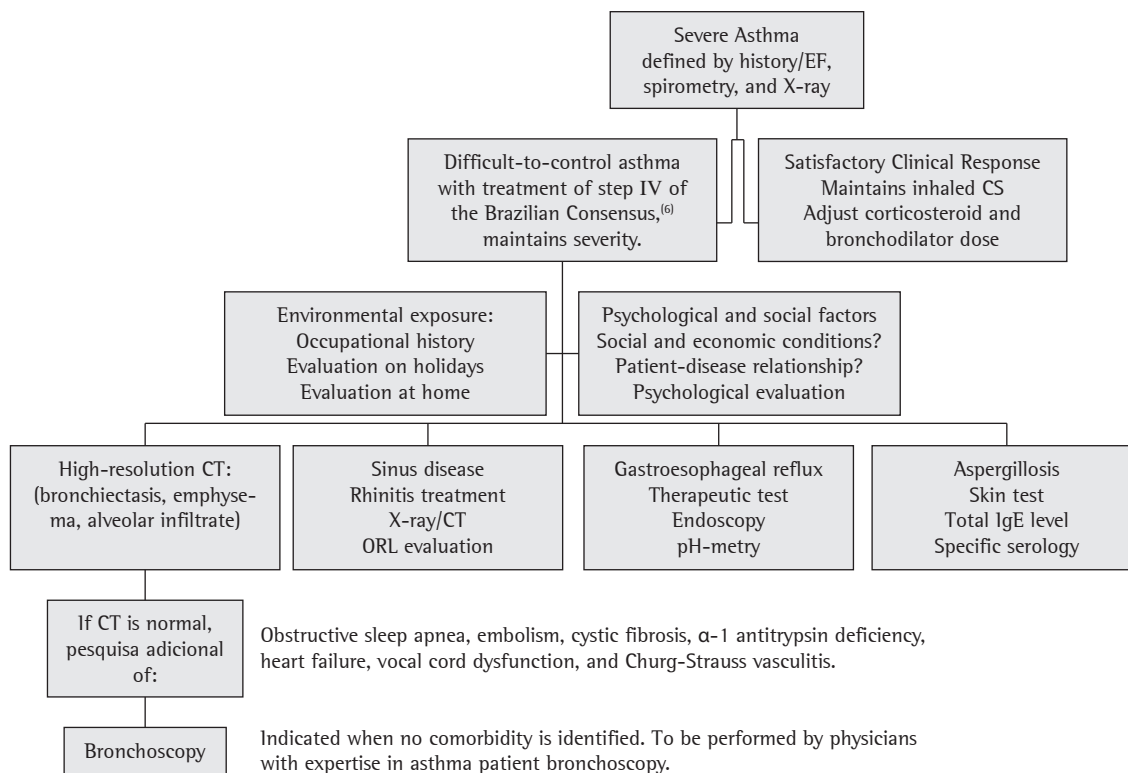 Severe Asthma
defined by history/EF,
spirometry, and X-ray
Difficult-to-control asthma
with treatment of step IV of
the Brazilian Consensus,(6)
maintains severity.
Satisfactory Clinical Response
Maintains inhaled CS
Adjust corticosteroid and
bronchodilator dose
Environmental exposure:
Occupational history
Evaluation on holidays
Evaluation at home
Psychological and social factors
Social and economic conditions?
Patient-disease relationship?
Psychological evaluation
High-resolution CT:
(bronchiectasis, emphyse-
ma, alveolar infiltrate)
Sinus disease
Rhinitis treatment
X-ray/CT
ORL evaluation
Gastroesophageal reflux
Therapeutic test
Endoscopy
pH-metry
Aspergillosis
Skin test
Total IgE level
Specific serology
If CT is normal,
pesquisa adicional
of:
Obstructive sleep apnea, embolism, cystic fibrosis, α-1 antitrypsin deficiency,
heart failure, vocal cord dysfunction, and Churg-Strauss vasculitis.
Bronchoscopy
Indicated when no comorbidity is identified. To be performed by physicians
with expertise in asthma patient bronchoscopy.